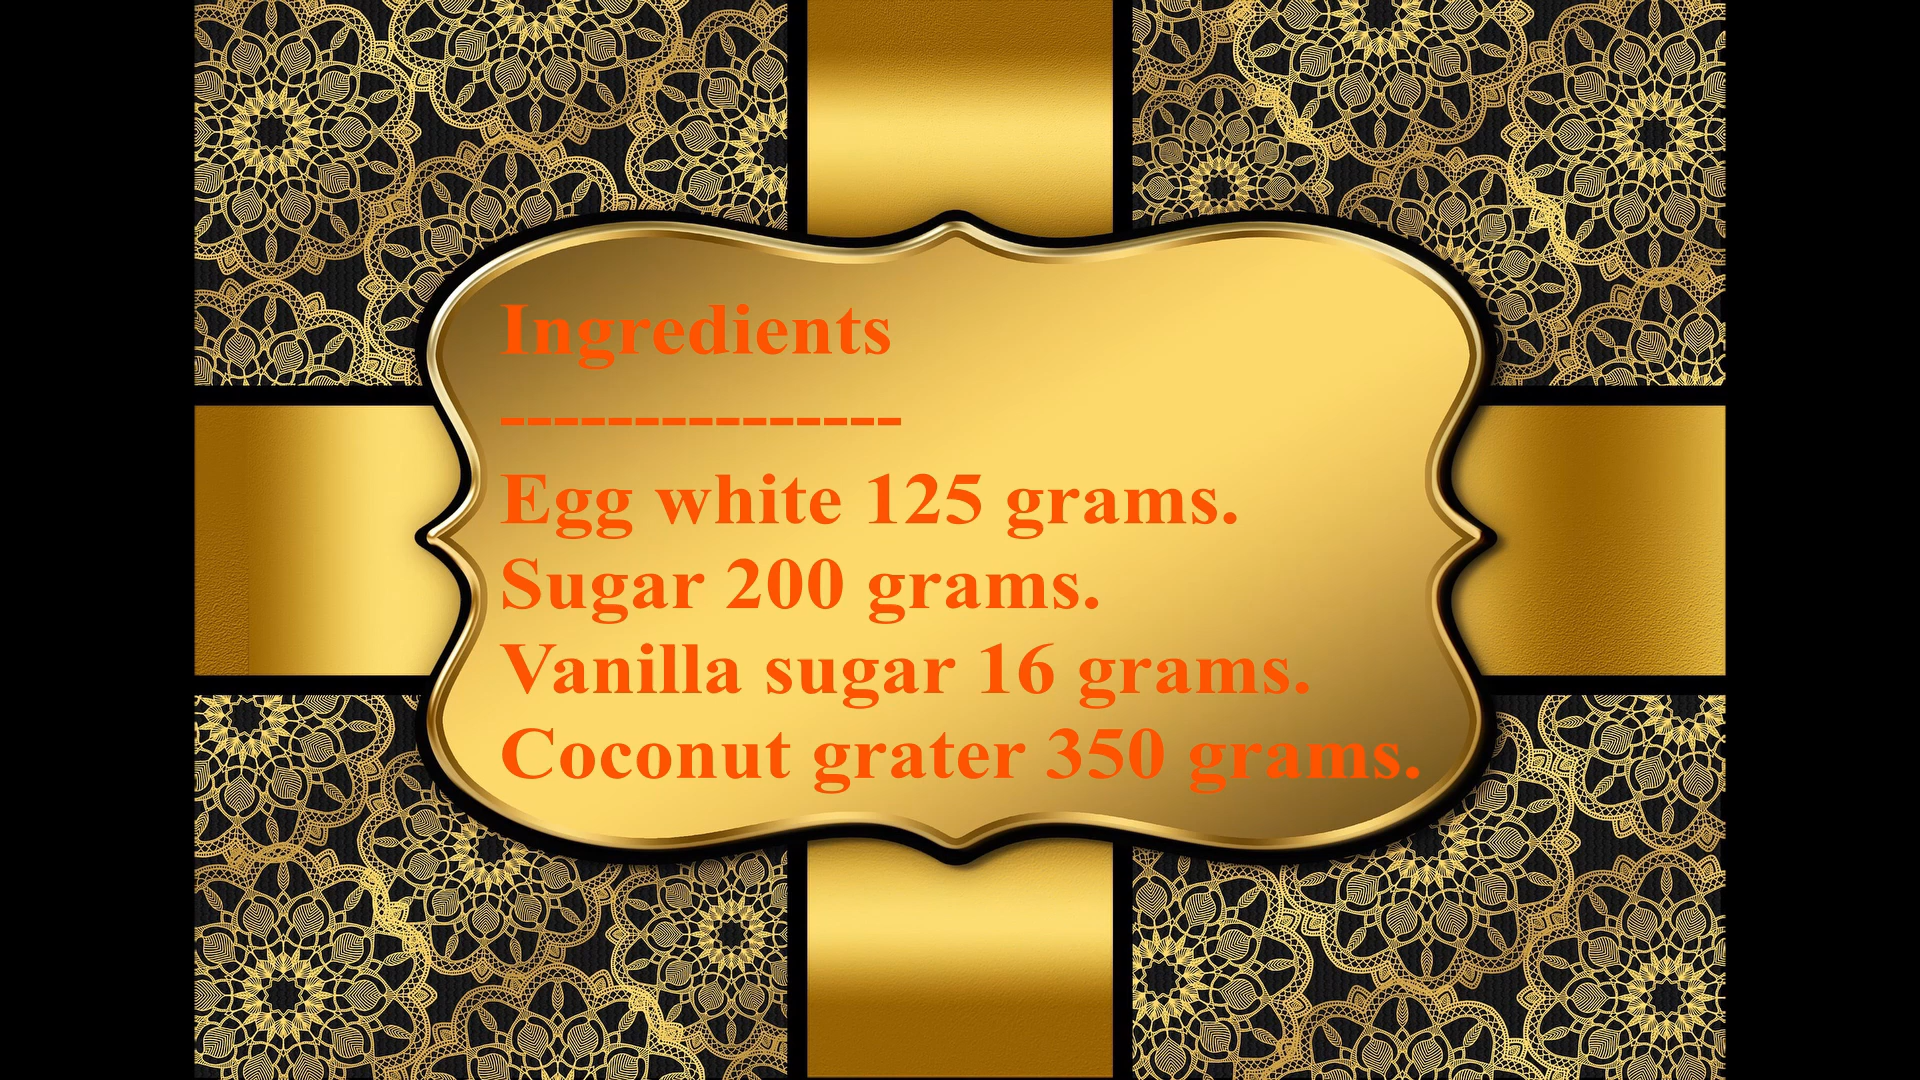 Ingredients
---------------
Egg white 125 grams.
Sugar 200 grams.
Vanilla sugar 16 grams.
Coconut grater 350 grams.